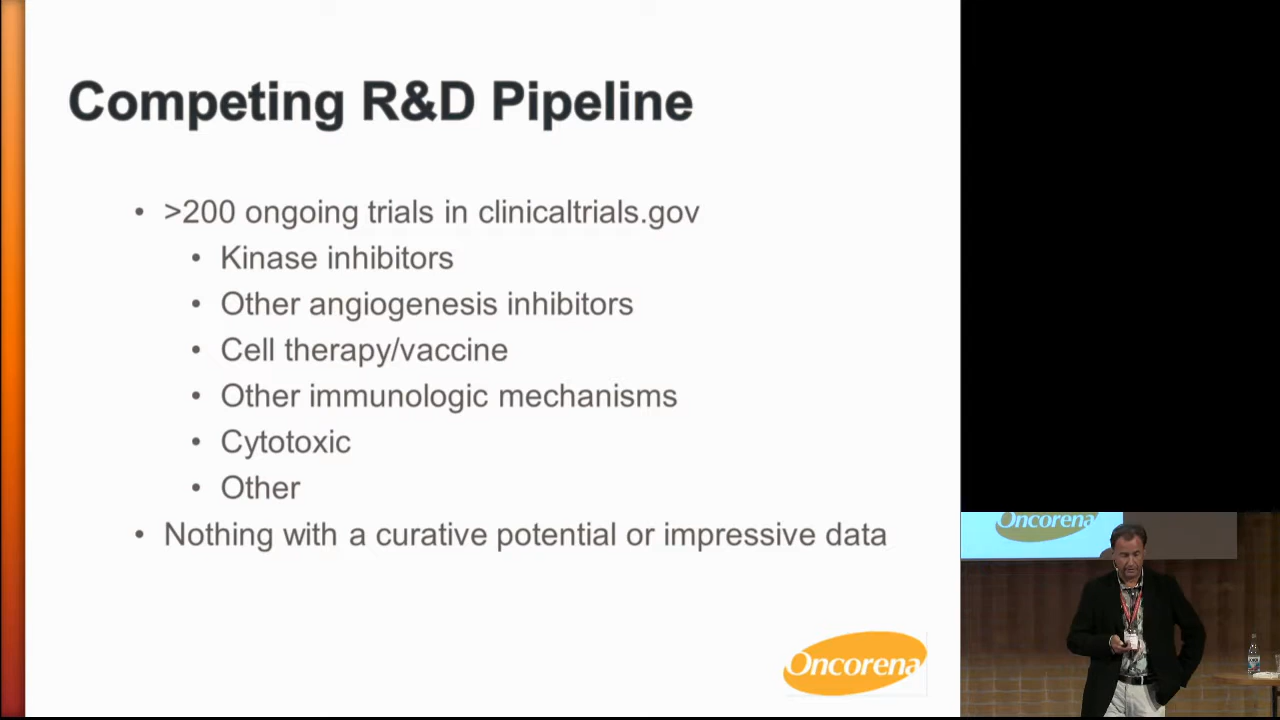 Competing R&D Pipeline
• >200 ongoing trials in clinicaltrials.gov
• Kinase inhibitors
• Other angiogenesis inhibitors
• Cell therapy/vaccine
• Other immunologic mechanisms
• Cytotoxic
• Other
• Nothing with a curative potential or impressive data
Oncorena
Oncorena